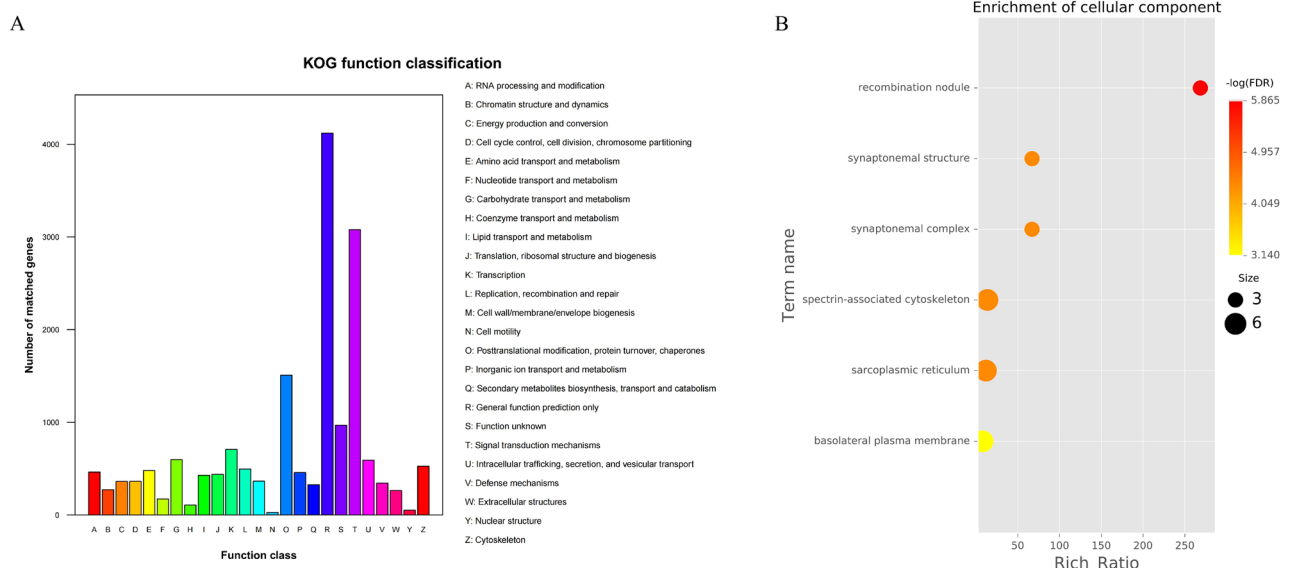 A
KOG function classification
Number of matched genes
4000
3000
2000
1000
0
A B C D E F G H I J K L M N O P Q R S T U V W Y Z
Function class
A: RNA processing and modification
B: Chromatin structure and dynamics
C: Energy production and conversion
D: Cell cycle control, cell division, chromosome partitioning
E: Amino acid transport and metabolism
F: Nucleotide transport and metabolism
G: Carbohydrate transport and metabolism
H: Coenzyme transport and metabolism
I: Lipid transport and metabolism
J: Translation, ribosomal structure and biogenesis
K: Transcription
L: Replication, recombination and repair
M: Cell wall/membrane/envelope biogenesis
N: Cell motility
O: Posttranslational modification, protein turnover, chaperones
P: Inorganic ion transport and metabolism
Q: Secondary metabolites biosynthesis, transport and catabolism
R: General function prediction only
S: Function unknown
T: Signal transduction mechanisms
U: Intracellular trafficking, secretion, and vesicular transport
V: Defense mechanisms
W: Extracellular structures
Y: Nuclear structure
Z: Cytoskeleton
B
Enrichment of cellular component
Term name
recombination nodule
synaptonemal structure
synaptonemal complex
spectrin-associated cytoskeleton
sarcoplasmic reticulum
basolateral plasma membrane
50 100 150 200 250
Rich_Ratio
-log(FDR)
5.865
4.957
4.049
3.140
Size
3
6